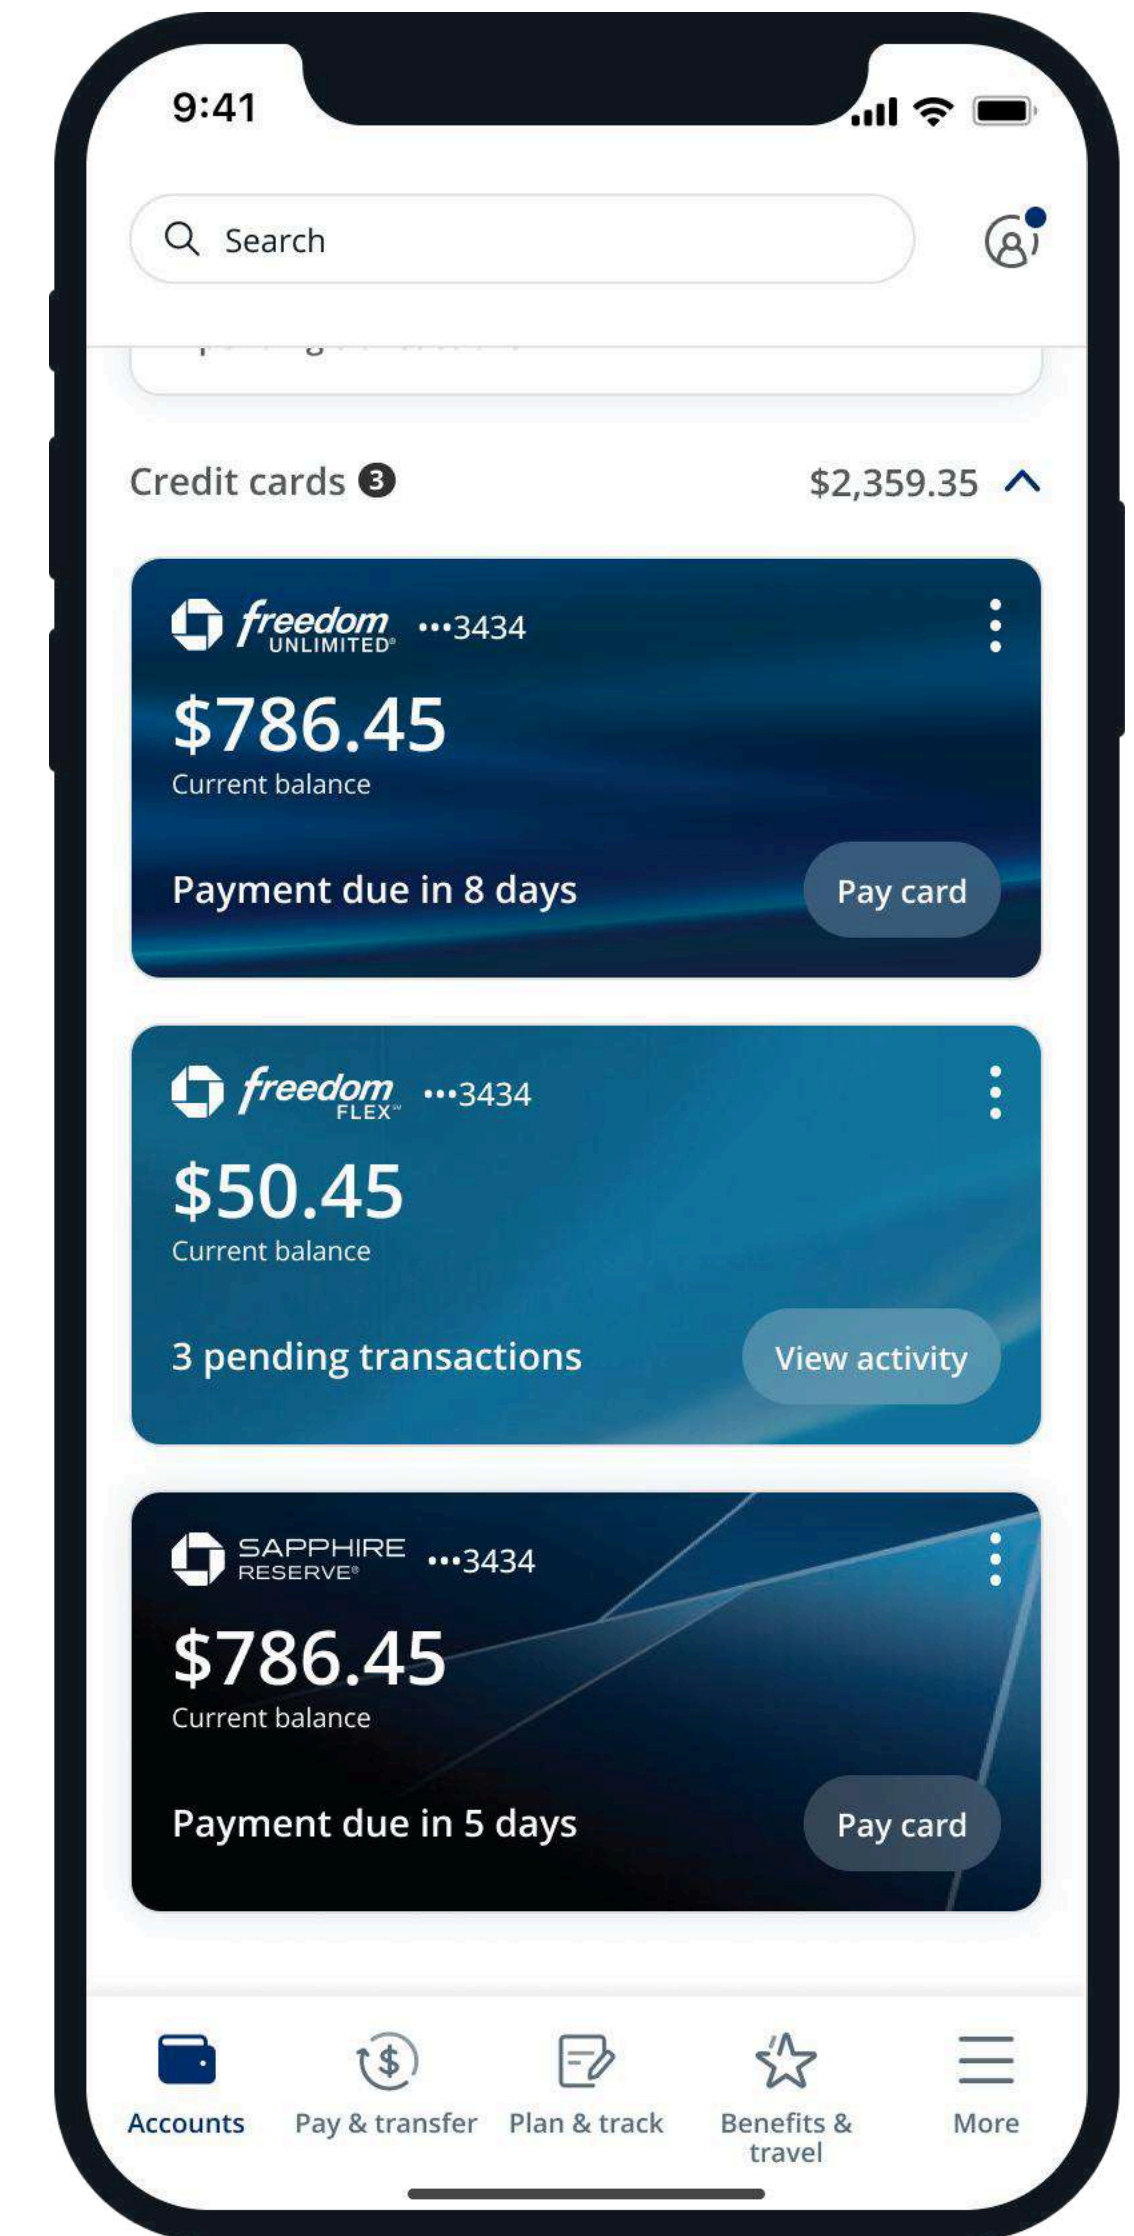 9:41
Search
Credit cards 3 $2,359.35
freedom UNLIMITED® ...3434
$786.45
Current balance
Payment due in 8 days Pay card
freedom FLEX℠ ...3434
$50.45
Current balance
3 pending transactions View activity
SAPPHIRE RESERVE® ...3434
$786.45
Current balance
Payment due in 5 days Pay card
Accounts Pay & transfer Plan & track Benefits & travel More